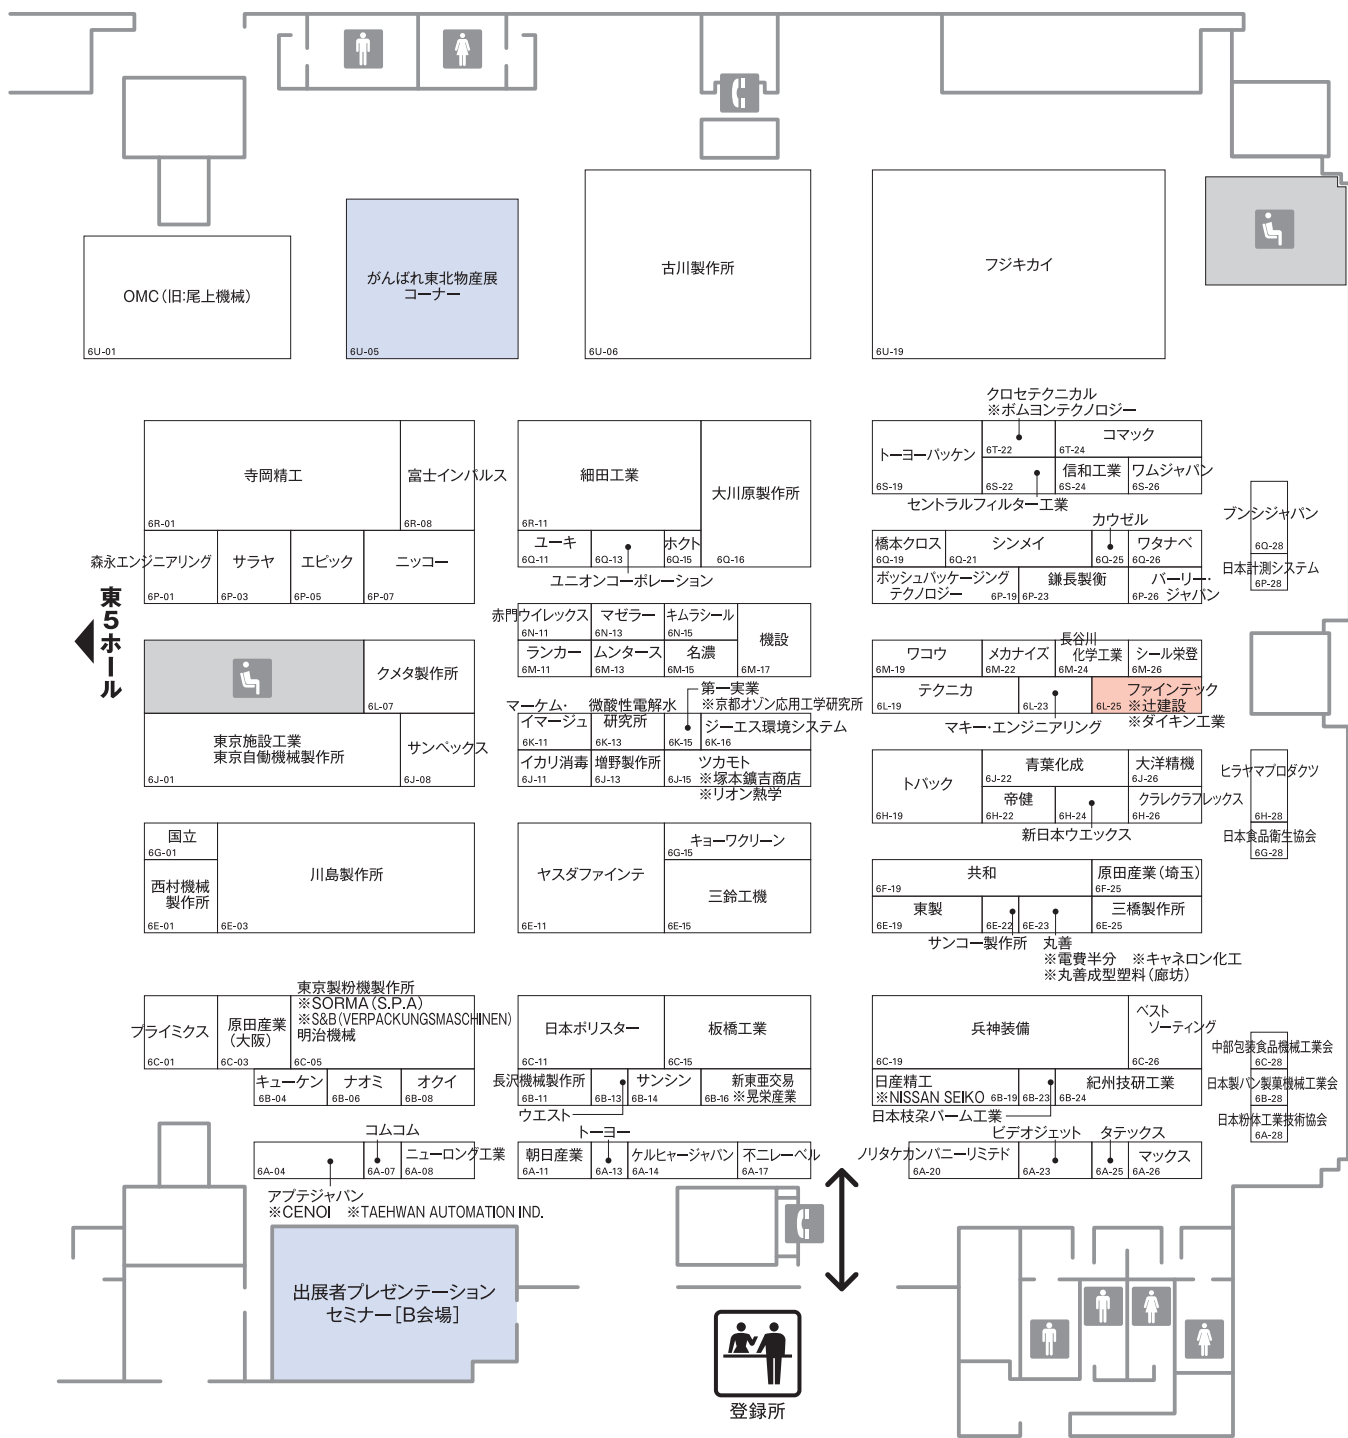 OMC(旧:尾上機械)
6U-01
がんばれ東北物産展
コーナー
6U-05
古川製作所
6U-06
フジキカイ
6U-19
寺岡精工
6R-01
富士インパルス
6R-08
森永エンジニアリング
6P-01
サラヤ
6P-03
エピック
6P-05
ニッコー
6P-07
東5ホール
クメタ製作所
6L-07
東京施設工業
東京自働機械製作所
6J-01
サンペックス
6J-08
国立
6G-01
西村機械
製作所
6E-01
川島製作所
6E-03
プライミクス
6C-01
原田産業
(大阪)
6C-03
東京製粉機製作所
※SORMA(S.P.A)
※S&B(VERPACKUNGSMASCHINEN)
明治機械
6C-05
キューケン
6B-04
ナオミ
6B-06
オクイ
6B-08
コムコム
6A-04
6A-07
ニューロング工業
6A-08
アプテジャパン
※CENOI ※TAEHWAN AUTOMATION IND.
出展者プレゼンテーション
セミナー[B会場]
細田工業
6R-11
大川原製作所
6Q-16
ユーキ
6Q-11
6Q-13
ホクト
6Q-15
ユニオンコーポレーション
赤門ウイレックス
6N-11
マゼラー
6N-13
キムラシール
6N-15
機設
6M-17
ランカー
6M-11
ムンタース
6M-13
名濃
6M-15
第一実業
※京都オゾン応用工学研究所
マーケム・
イマージュ
6K-11
微酸性電解水
研究所
6K-13
6K-15
ジーエス環境システム
6K-16
イカリ消毒
6J-11
増野製作所
6J-13
ツカモト
※塚本鑛吉商店
※リオン熱学
6J-15
ヤスダファインテ
6E-11
キョーワクリーン
6G-15
三鈴工機
6E-15
日本ポリスター
6C-11
板橋工業
6C-15
長沢機械製作所
6B-11
6B-13
サンシン
6B-14
新東亜交易
※晃栄産業
6B-16
ウエスト
トーヨー
朝日産業
6A-11
6A-13
ケルヒャージャパン
6A-14
不二レーベル
6A-17
登録所
クロセテクニカル
※ボムヨンテクノロジー
トーヨーパッケン
6S-19
6T-22
コマック
6T-24
6S-22
信和工業
6S-24
ワムジャパン
6S-26
セントラルフィルター工業
カウゼル
橋本クロス
6Q-19
シンメイ
6Q-21
6Q-25
ワタナベ
6Q-26
ボッシュパッケージング
テクノロジー
6P-19
鎌長製衡
6P-23
バーリー・
ジャパン
6P-26
ブンシジャパン
6Q-28
日本計測システム
6P-28
ワコウ
6M-19
メカナイズ
6M-22
長谷川
化学工業
6M-24
シール栄登
6M-26
テクニカ
6L-19
6L-23
ファインテック
※辻建設
※ダイキン工業
6L-25
マキー・エンジニアリング
トパック
6H-19
青葉化成
6J-22
大洋精機
6J-26
帝健
6H-22
6H-24
クラレクラフレックス
6H-26
新日本ウエックス
ヒラヤマプロダクツ
6H-28
日本食品衛生協会
6G-28
共和
6F-19
原田産業(埼玉)
6F-25
東製
6E-19
6E-22
6E-23
三橋製作所
6E-25
サンコー製作所
丸善
※電費半分 ※キャネロン化工
※丸善成型塑料(廊坊)
兵神装備
6C-19
ベスト
ソーティング
6C-26
日産精工
※NISSAN SEIKO
6B-19
6B-23
紀州技研工業
6B-24
日本枝染パーム工業
中部包装食品機械工業会
6C-28
日本製パン製菓機械工業会
6B-28
日本粉体工業技術協会
6A-28
ビデオジェット
タテックス
ノリタケカンパニーリミテド
6A-20
6A-23
6A-25
マックス
6A-26